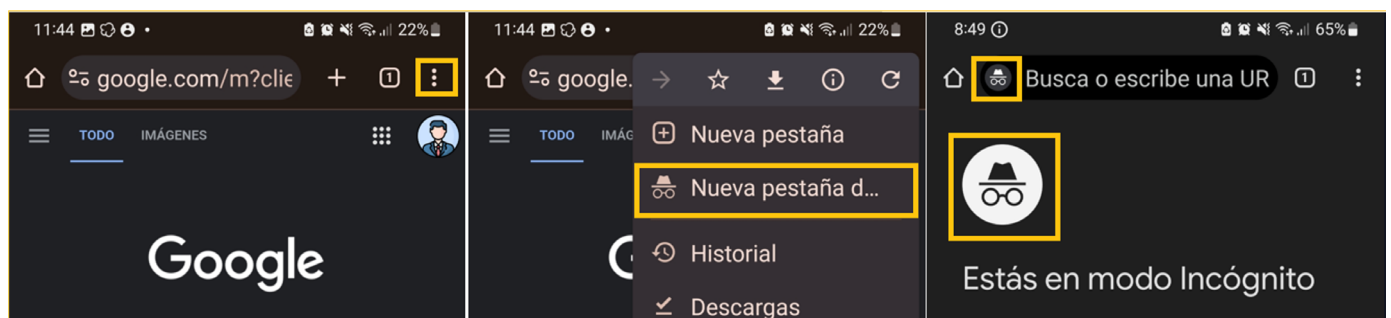 11:44
22%
google.com/m?clie
1
TODO IMÁGENES
Google
11:44
22%
google.
TODO IMÁG
Nueva pestaña
Nueva pestaña d...
Historial
Descargas
G
8:49
65%
Busca o escribe una UR
1
Estás en modo Incógnito